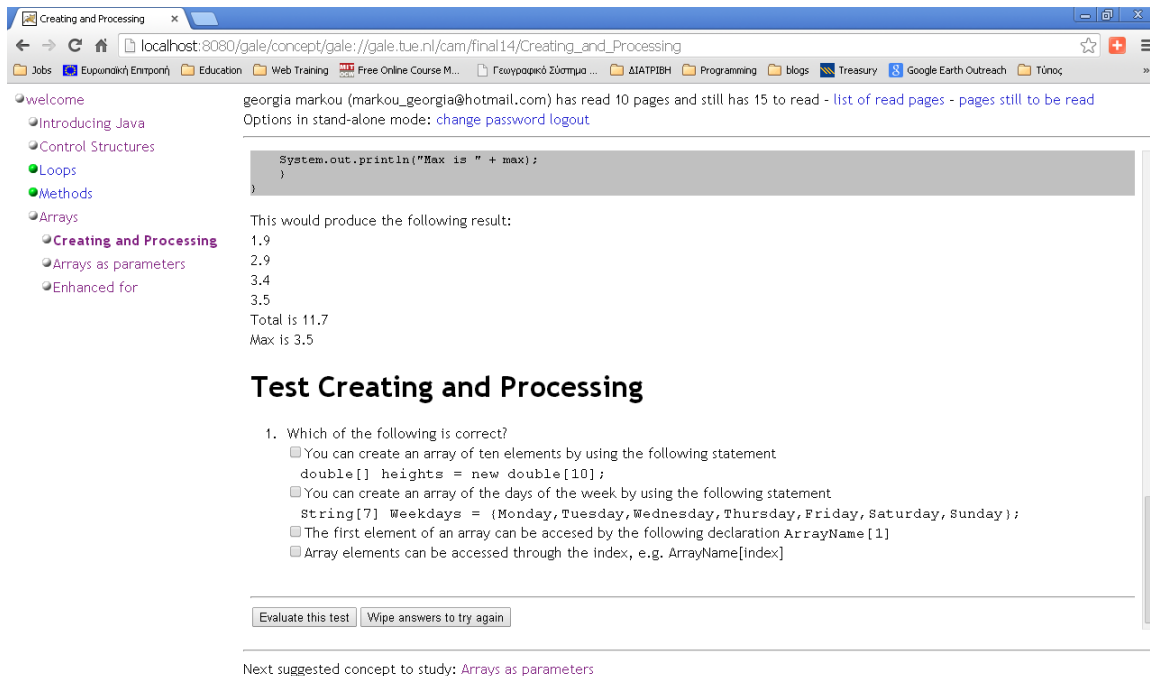 Creating and Processing
localhost:8080/gale/concept/gale://gale.tue.nl/cam/final14/Creating_and_Processing
Jobs Ευρωπαϊκή Επιτροπή Education Web Training Free Online Course M... Γεωγραφικό Σύστημα ... ΔΙΑΤΡΙΒΗ Programming blogs Treasury Google Earth Outreach Τύπος »
welcome
Introducing Java
Control Structures
Loops
Methods
Arrays
Creating and Processing
Arrays as parameters
Enhanced for
georgia markou (markou_georgia@hotmail.com) has read 10 pages and still has 15 to read - list of read pages - pages still to be read
Options in stand-alone mode: change password logout
System.out.println("Max is " + max);
}
}
This would produce the following result:
1.9
2.9
3.4
3.5
Total is 11.7
Max is 3.5
Test Creating and Processing
1. Which of the following is correct?
You can create an array of ten elements by using the following statement
double[] heights = new double[10];
You can create an array of the days of the week by using the following statement
String[7] Weekdays = {Monday,Tuesday,Wednesday,Thursday,Friday,Saturday,Sunday};
The first element of an array can be accesed by the following declaration ArrayName[1]
Array elements can be accessed through the index, e.g. ArrayName[index]
Evaluate this test Wipe answers to try again
Next suggested concept to study: Arrays as parameters